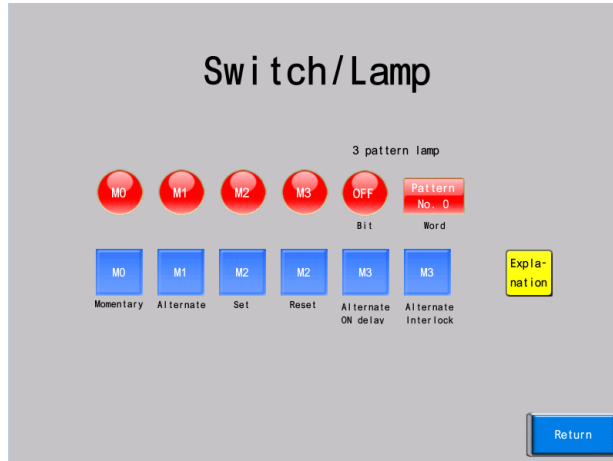 Switch/Lamp
3 pattern lamp
M0 M1 M2 M3 OFF Pattern
No. 0
Bit Word
M0 M1 M2 M2 M3 M3
Momentary Alternate Set Reset Alternate Alternate
ON delay Interlock
Expla-
nation
Return